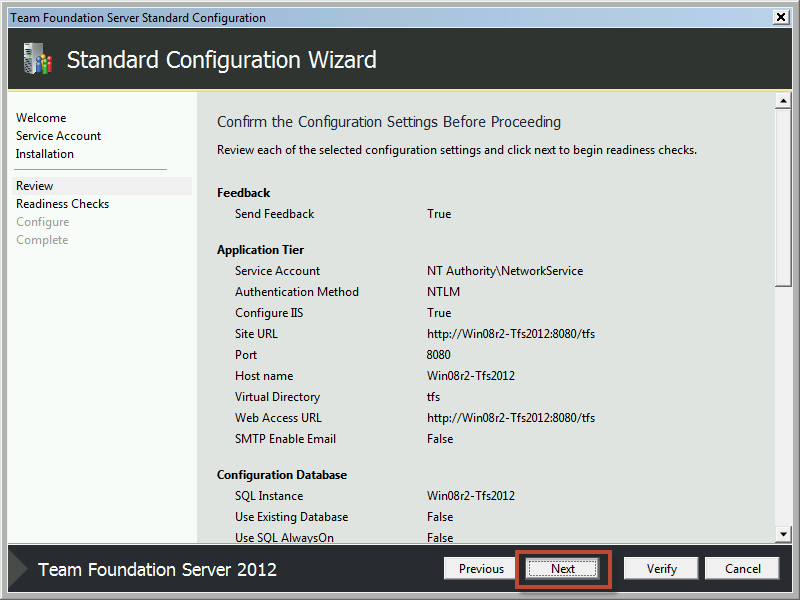 Team Foundation Server Standard Configuration
Standard Configuration Wizard
Welcome
Service Account
Installation
Review
Readiness Checks
Configure
Complete
Confirm the Configuration Settings Before Proceeding
Review each of the selected configuration settings and click next to begin readiness checks.
Feedback
Send Feedback True
Application Tier
Service Account NT Authority\NetworkService
Authentication Method NTLM
Configure IIS True
Site URL http://Win08r2-Tfs2012:8080/tfs
Port 8080
Host name Win08r2-Tfs2012
Virtual Directory tfs
Web Access URL http://Win08r2-Tfs2012:8080/tfs
SMTP Enable Email False
Configuration Database
SQL Instance Win08r2-Tfs2012
Use Existing Database False
Use SQL AlwaysOn False
Team Foundation Server 2012
Previous Next Verify Cancel